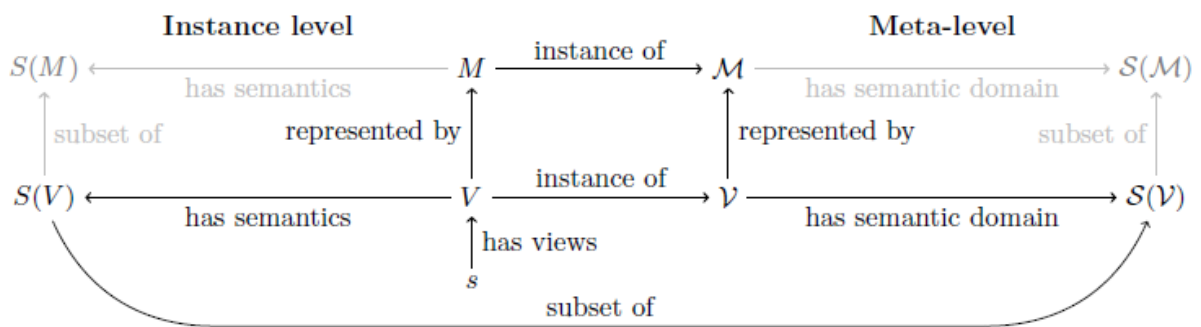 Instance level Meta-level
instance of
S(M) M ℳ 𝒮(ℳ)
has semantics has semantic domain
subset of represented by represented by subset of
instance of
S(V) V 𝒱 𝒮(𝒱)
has semantics has semantic domain
has views
s
subset of